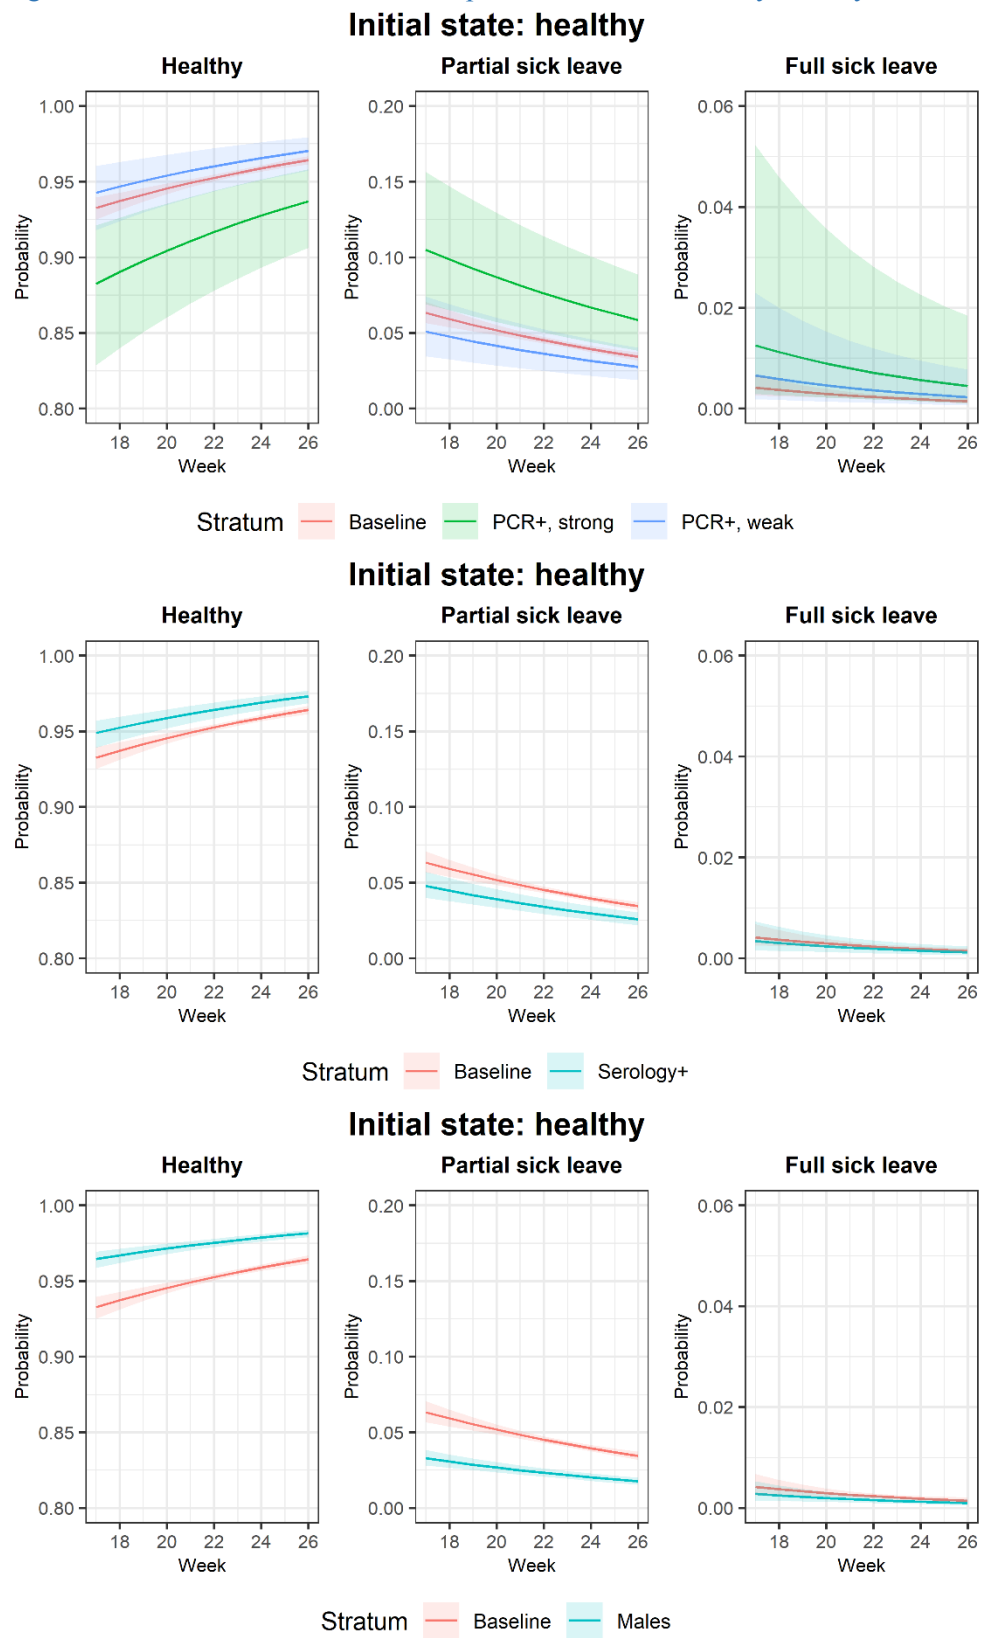 Initial state: healthy
Healthy Partial sick leave Full sick leave
1.00 0.20 0.06
0.95 0.15 0.04
0.90 0.10 0.02
0.85 0.05 0.00
0.80 0.00
Probability Probability Probability
18 20 22 24 26 18 20 22 24 26 18 20 22 24 26
Week Week Week
Stratum Baseline PCR+, strong PCR+, weak
Initial state: healthy
Healthy Partial sick leave Full sick leave
1.00 0.20 0.06
0.95 0.15 0.04
0.90 0.10 0.02
0.85 0.05 0.00
0.80 0.00
Probability Probability Probability
18 20 22 24 26 18 20 22 24 26 18 20 22 24 26
Week Week Week
Stratum Baseline Serology+
Initial state: healthy
Healthy Partial sick leave Full sick leave
1.00 0.20 0.06
0.95 0.15 0.04
0.90 0.10 0.02
0.85 0.05 0.00
0.80 0.00
Probability Probability Probability
18 20 22 24 26 18 20 22 24 26 18 20 22 24 26
Week Week Week
Stratum Baseline Males